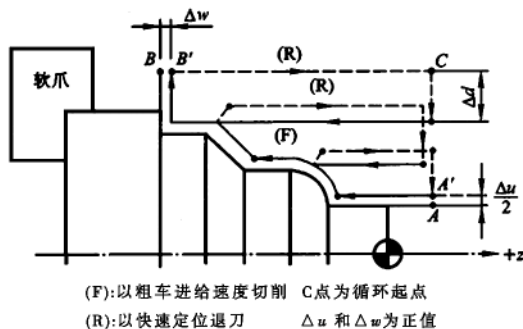 Δw
B B′ (R) C
软爪
(R)
Δd
(F)
A′
Δu
2
A
+z
(F):以粗车进给速度切削 C点为循环起点
(R):以快速定位退刀 Δu 和Δw为正值